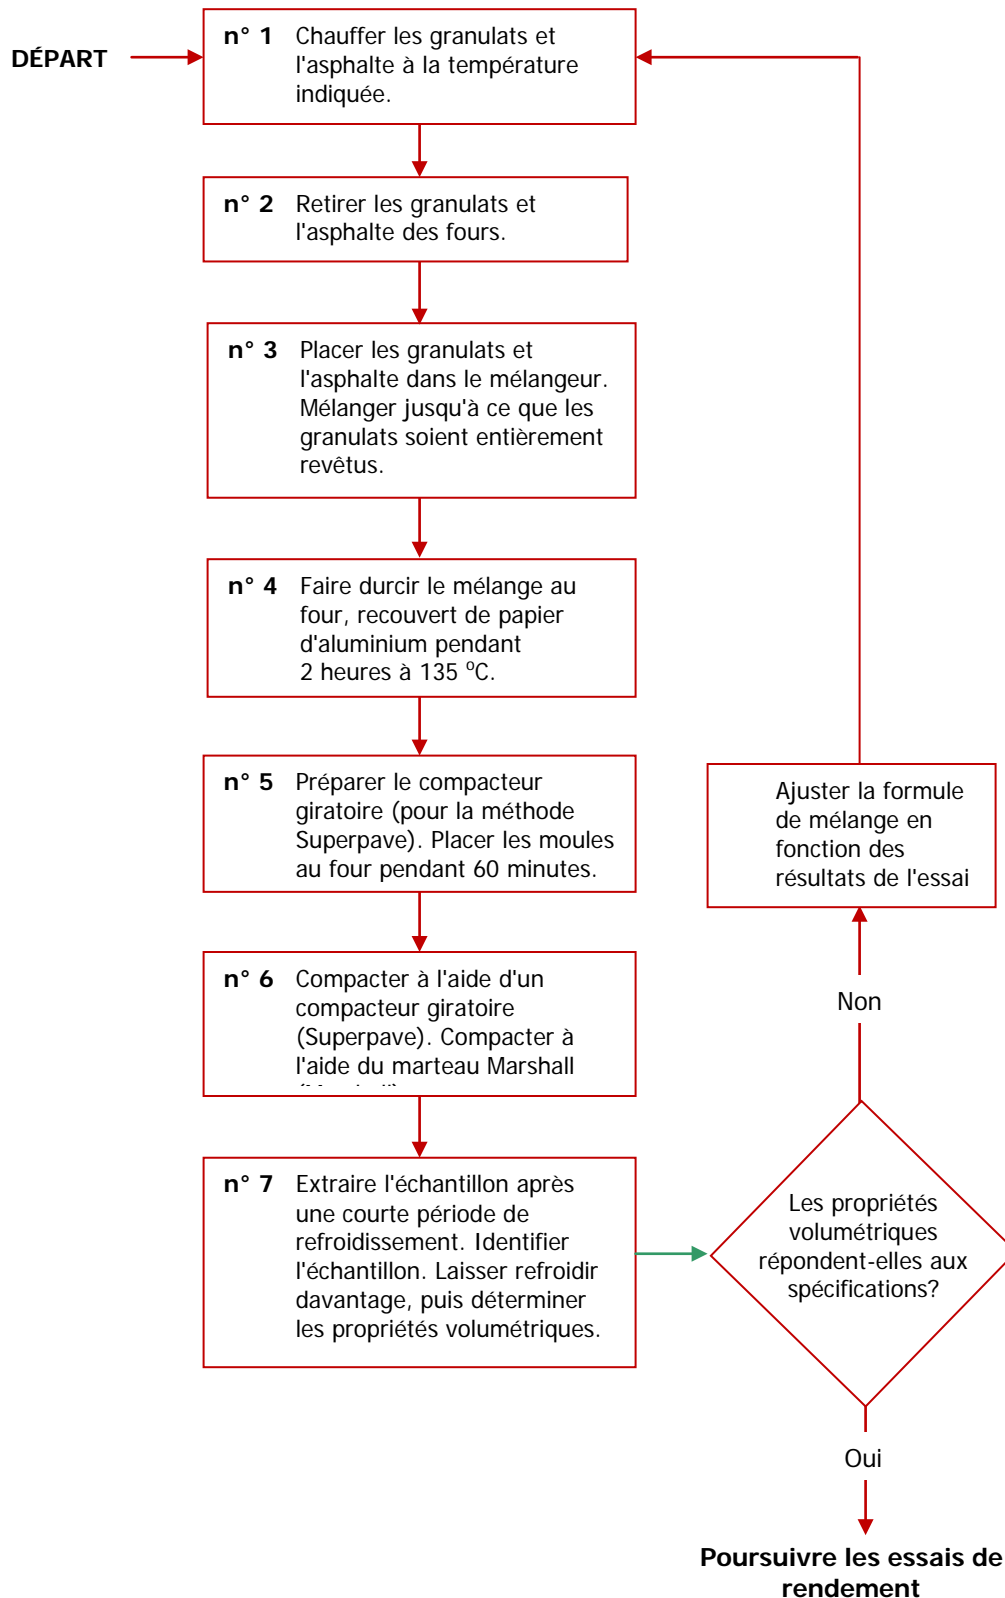 DÉPART
n° 1 Chauffer les granulats et
l'asphalte à la température
indiquée.
n° 2 Retirer les granulats et
l'asphalte des fours.
n° 3 Placer les granulats et
l'asphalte dans le mélangeur.
Mélanger jusqu'à ce que les
granulats soient entièrement
revêtus.
n° 4 Faire durcir le mélange au
four, recouvert de papier
d'aluminium pendant
2 heures à 135 °C.
n° 5 Préparer le compacteur
giratoire (pour la méthode
Superpave). Placer les moules
au four pendant 60 minutes.
n° 6 Compacter à l'aide d'un
compacteur giratoire
(Superpave). Compacter à
l'aide du marteau Marshall
n° 7 Extraire l'échantillon après
une courte période de
refroidissement. Identifier
l'échantillon. Laisser refroidir
davantage, puis déterminer
les propriétés volumétriques.
Les propriétés
volumétriques
répondent-elles aux
spécifications?
Non
Ajuster la formule
de mélange en
fonction des
résultats de l'essai
Oui
Poursuivre les essais de
rendement